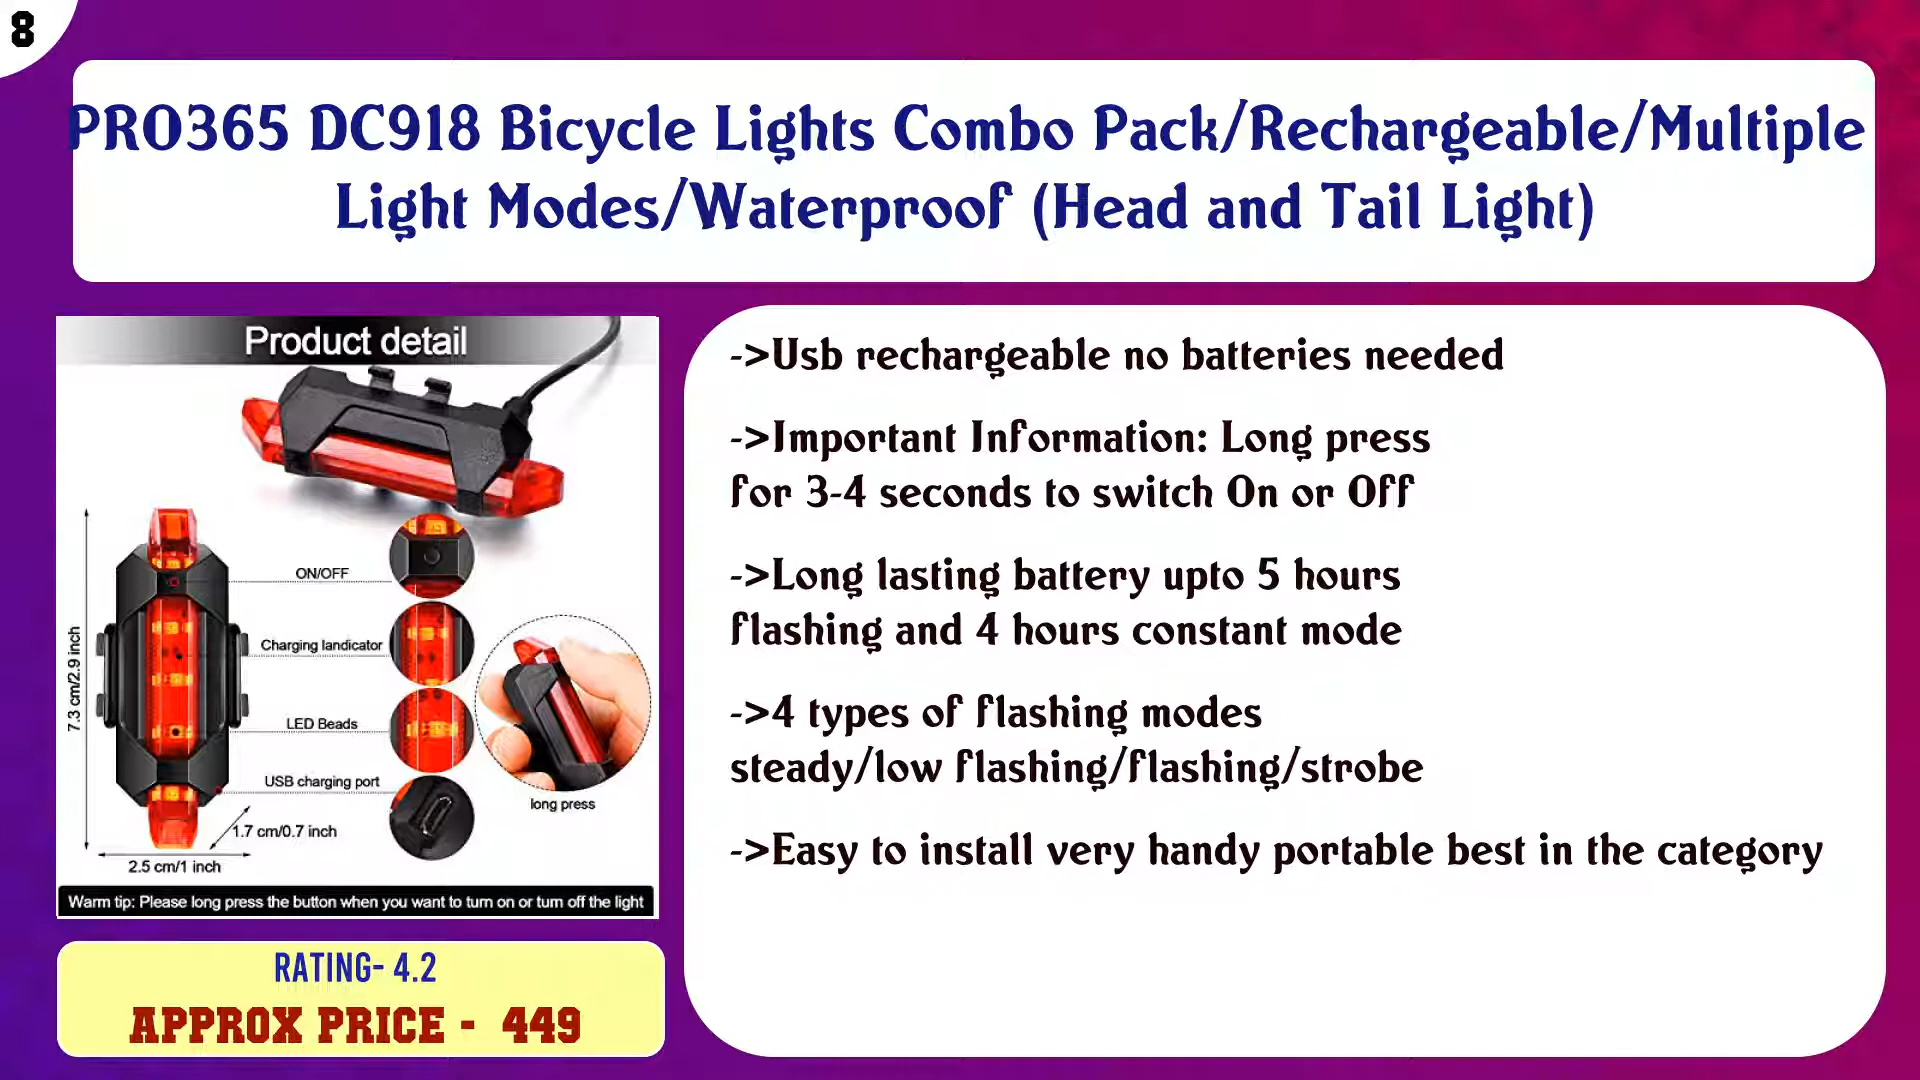 8
PRO365 DC918 Bicycle Lights Combo Pack/Rechargeable/Multiple
Light Modes/Waterproof (Head and Tail Light)
Product detail
ON/OFF
Charging landicator
LED Beads
USB charging port
long press
7.3 cm/2.9 inch
1.7 cm/0.7 inch
2.5 cm/1 inch
Warm tip: Please long press the button when you want to turn on or turn off the light
RATING- 4.2
APPROX PRICE - 449
->Usb rechargeable no batteries needed
->Important Information: Long press
for 3-4 seconds to switch On or Off
->Long lasting battery upto 5 hours
flashing and 4 hours constant mode
->4 types of flashing modes
steady/low flashing/flashing/strobe
->Easy to install very handy portable best in the category